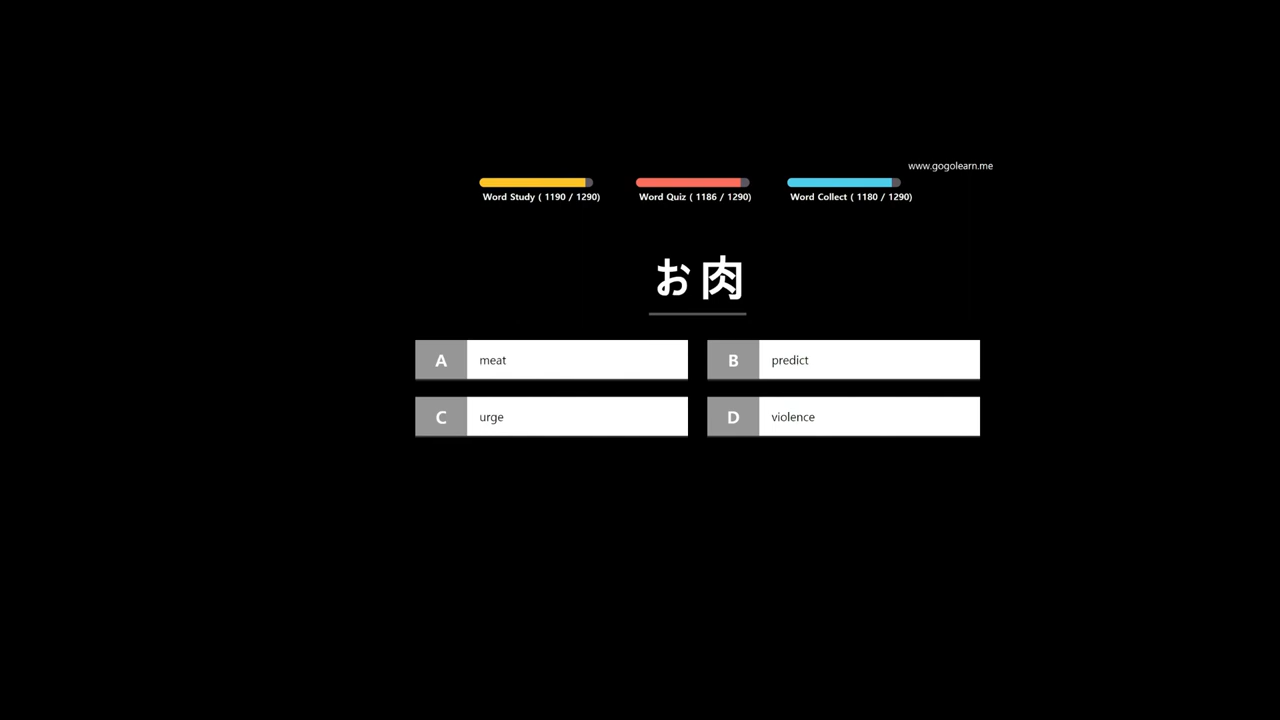 www.gogolearn.me
Word Study ( 1190 / 1290)
Word Quiz ( 1186 / 1290)
Word Collect ( 1180 / 1290)
お肉
A meat
B predict
C urge
D violence